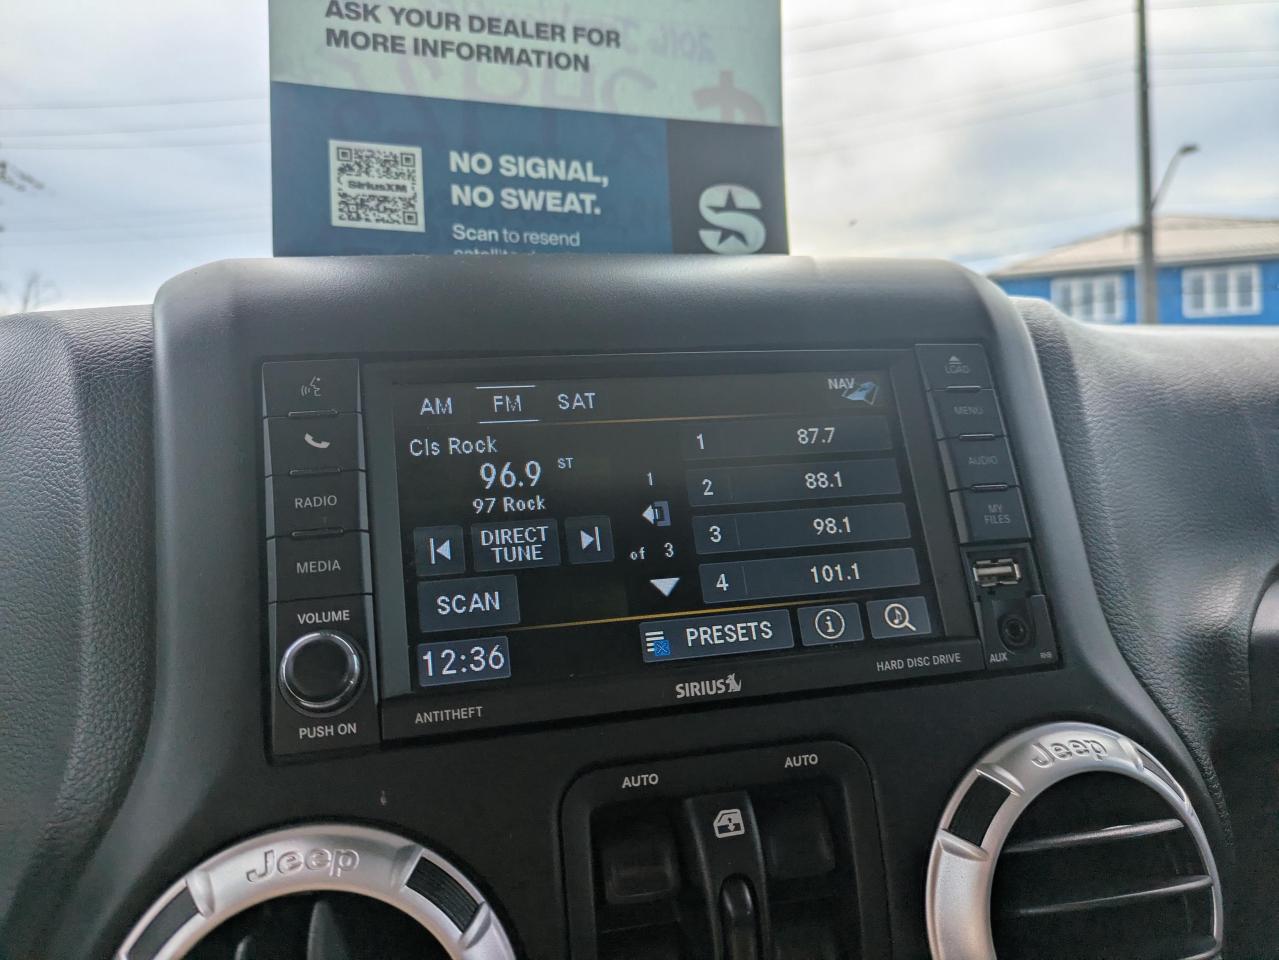 ASK YOUR DEALER FOR
MORE INFORMATION
SiriusXM
NO SIGNAL,
NO SWEAT.
Scan to resend
LOAD
MENU
AUDIO
MY
FILES
RADIO
MEDIA
VOLUME
PUSH ON
AM FM SAT NAV
Cls Rock
96.9 ST
97 Rock
DIRECT
TUNE
SCAN
12:36
1
of 3
1 87.7
2 88.1
3 98.1
4 101.1
PRESETS
i
ANTITHEFT
SIRIUS
HARD DISC DRIVE
AUX
RHB
AUTO
AUTO
Jeep
Jeep